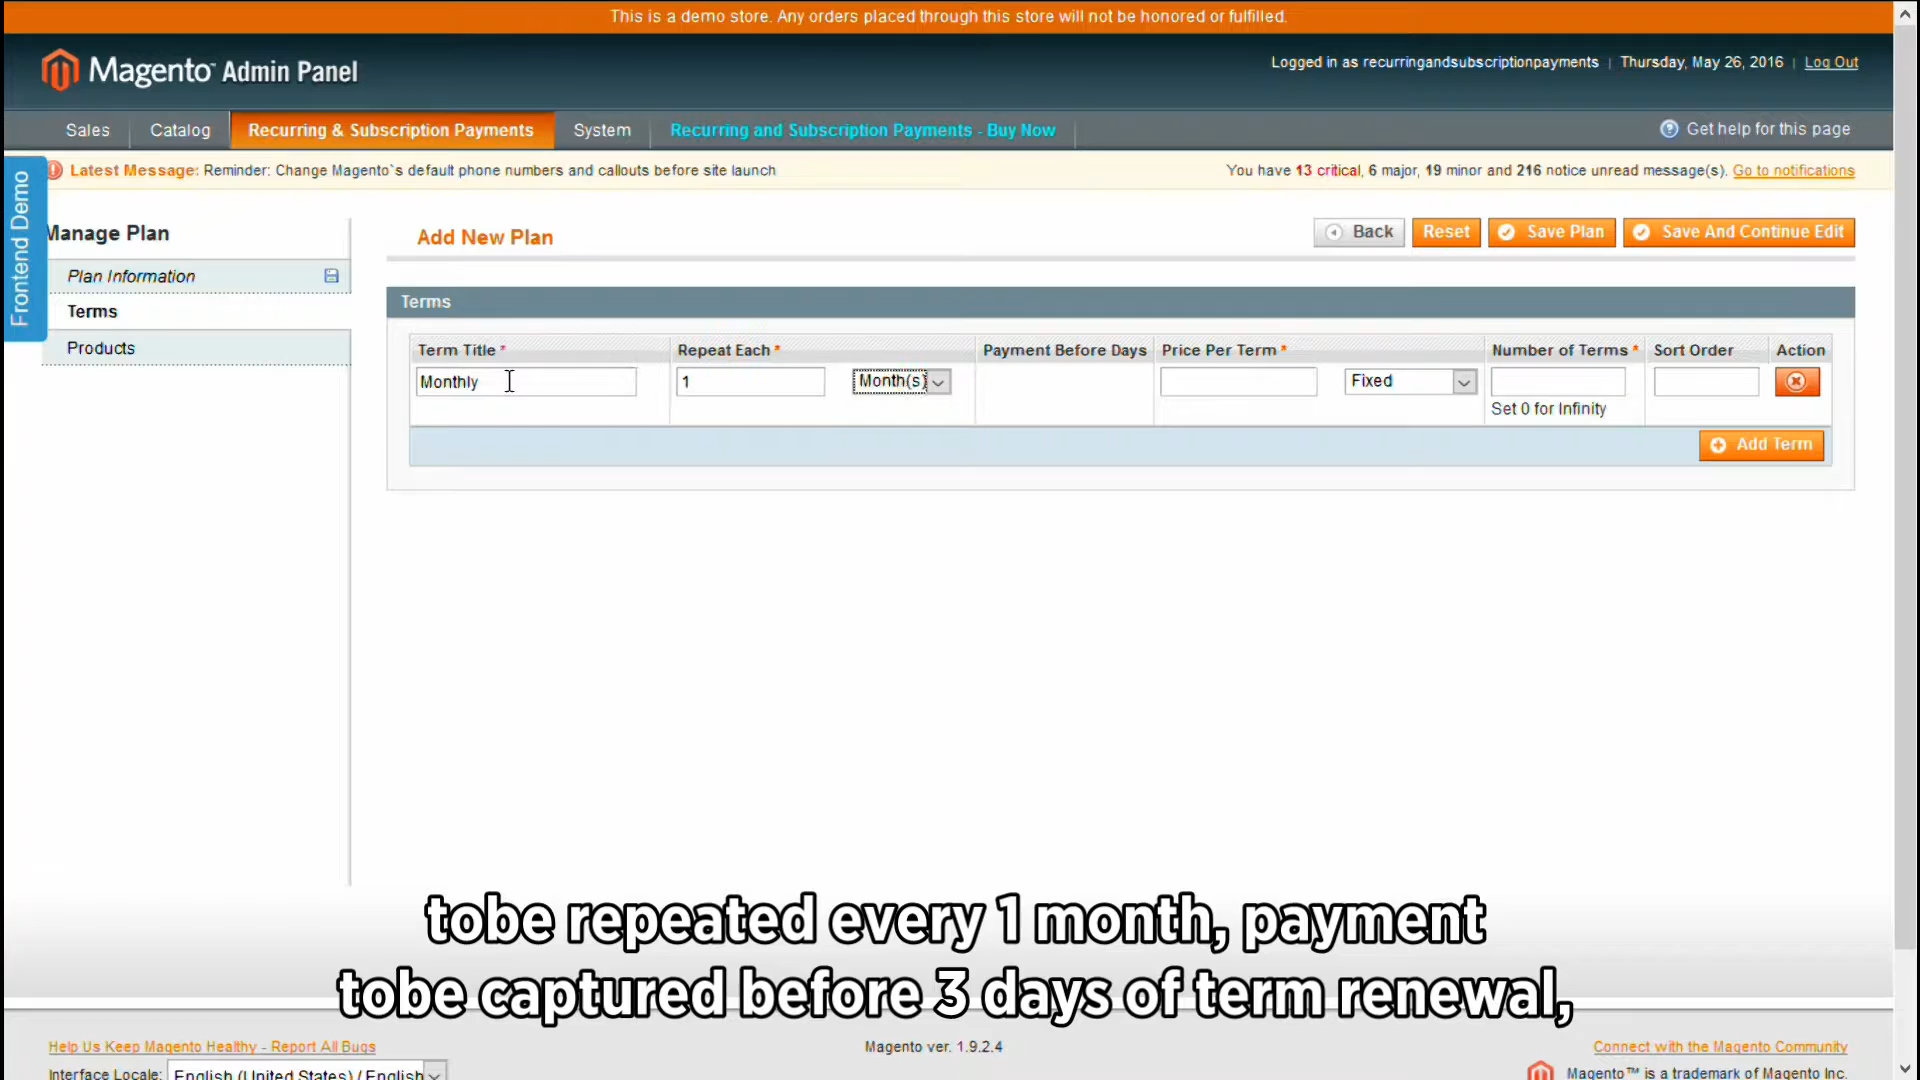 This is a demo store. Any orders placed through this store will not be honored or fulfilled.
Magento™ Admin Panel
Logged in as recurringandsubscriptionpayments | Thursday, May 26, 2016 | Log Out
Sales Catalog Recurring & Subscription Payments System Recurring and Subscription Payments - Buy Now Get help for this page
Latest Message: Reminder: Change Magento`s default phone numbers and callouts before site launch You have 13 critical, 6 major, 19 minor and 216 notice unread message(s). Go to notifications
Frontend Demo
Manage Plan
Plan Information
Terms
Products
Add New Plan Back Reset Save Plan Save And Continue Edit
Terms
Term Title * Repeat Each * Payment Before Days Price Per Term * Number of Terms * Sort Order Action
Monthly 1 Month(s) Fixed
Set 0 for Infinity
Add Term
tobe repeated every 1 month, payment
tobe captured before 3 days of term renewal,
Help Us Keep Magento Healthy - Report All Bugs Magento ver. 1.9.2.4 Connect with the Magento Community
Interface Locale: English (United States) / English Magento™ is a trademark of Magento Inc.